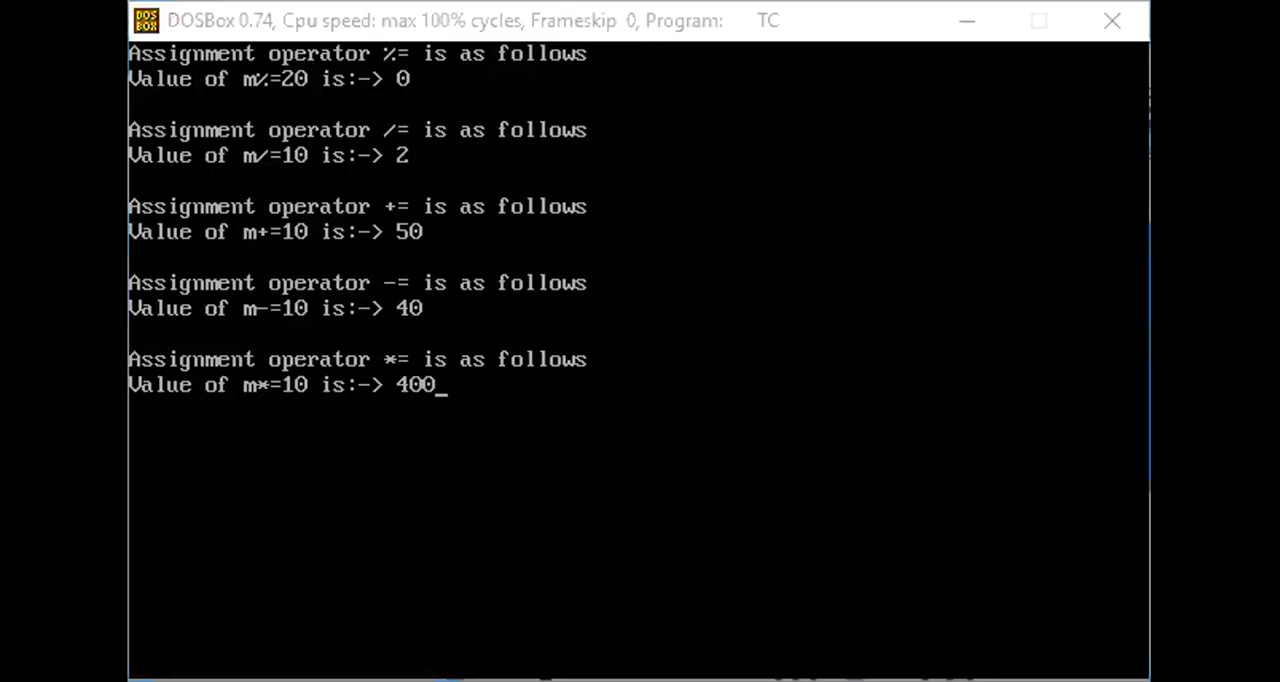 DOS BOX
DOSBox 0.74, Cpu speed: max 100% cycles, Frameskip 0, Program: TC
Assignment operator %= is as follows
Value of m%=20 is:-> 0
Assignment operator /= is as follows
Value of m/=10 is:-> 2
Assignment operator += is as follows
Value of m+=10 is:-> 50
Assignment operator -= is as follows
Value of m-=10 is:-> 40
Assignment operator *= is as follows
Value of m*=10 is:-> 400_